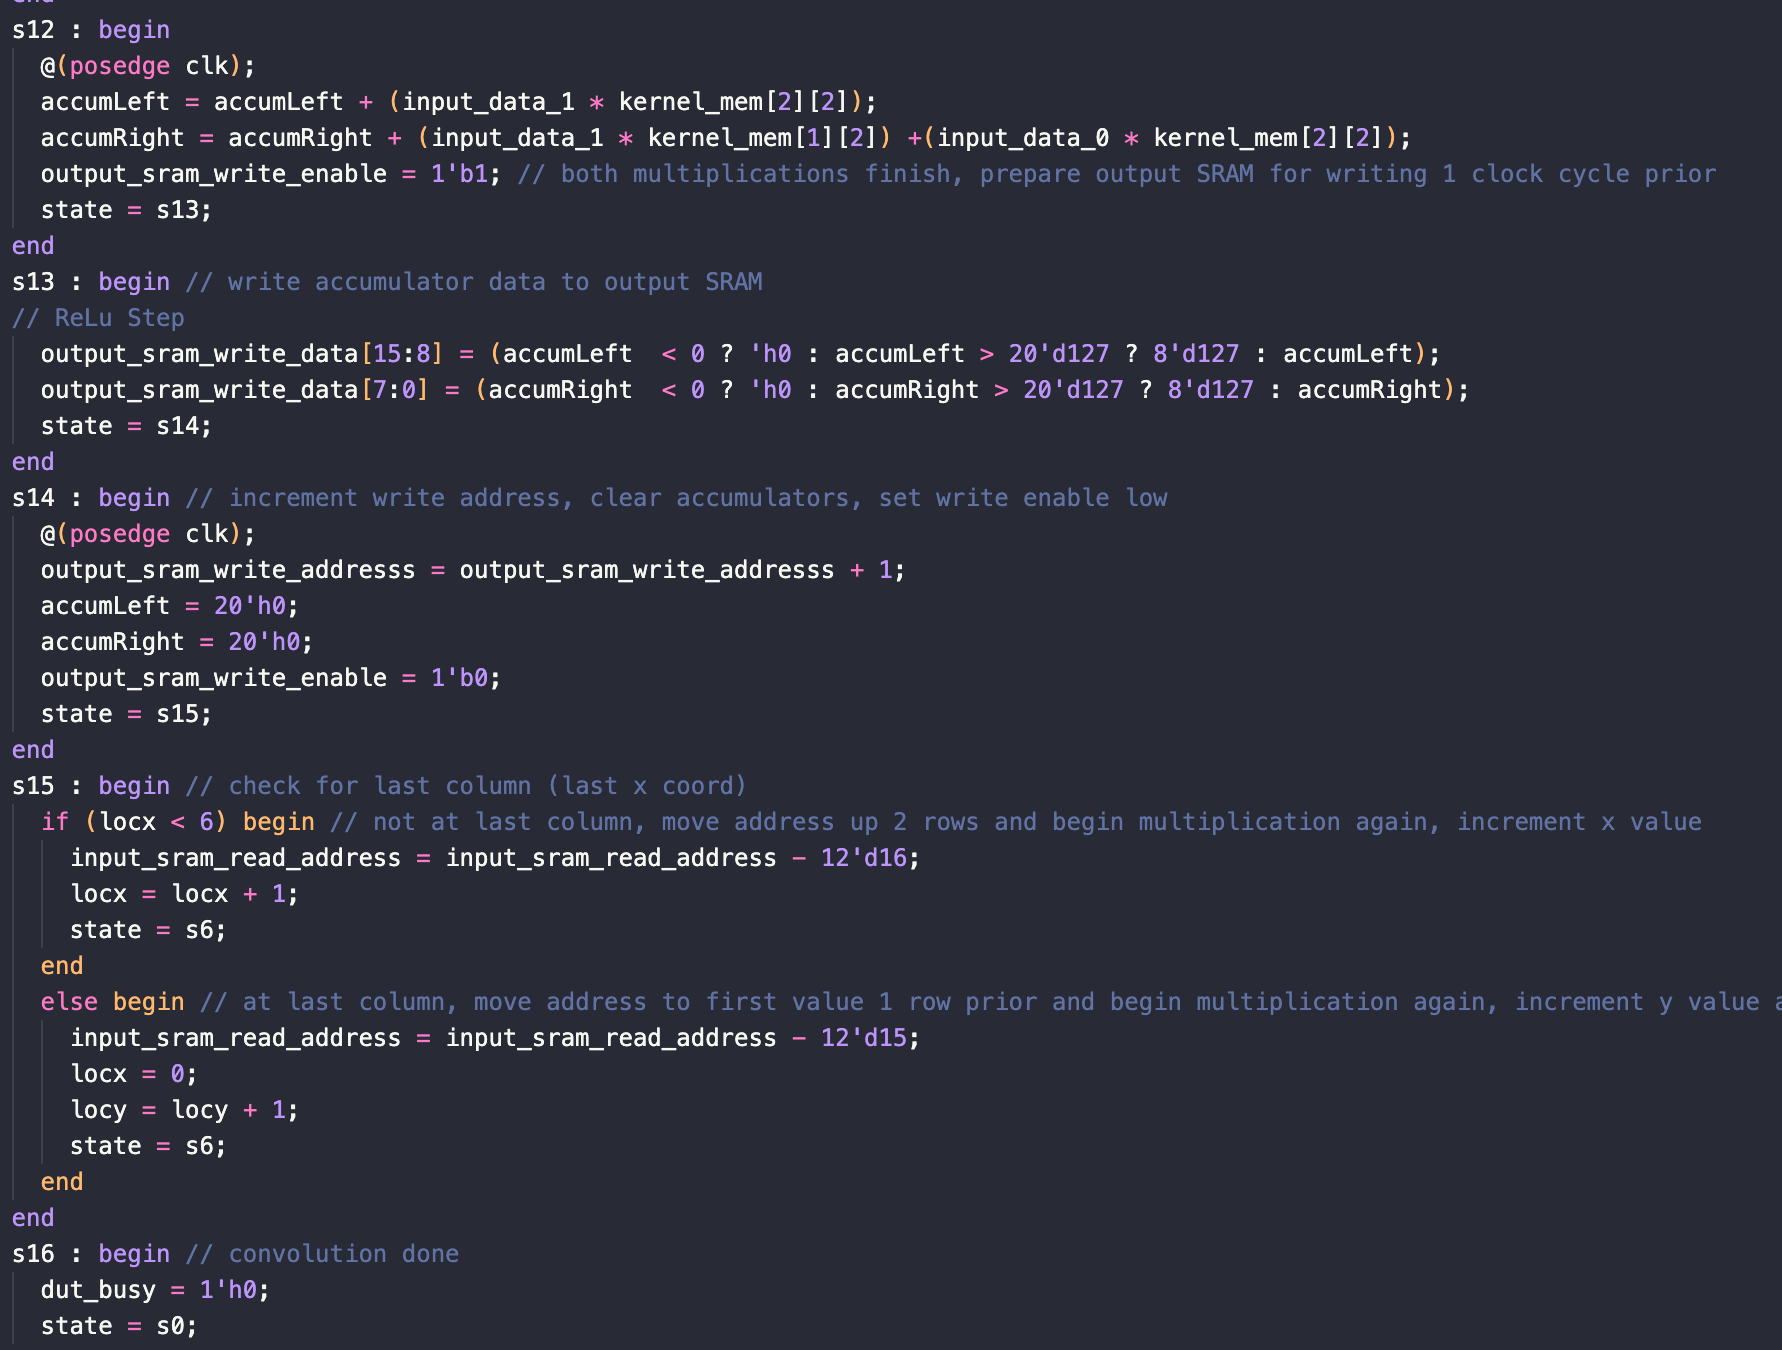 end
s12 : begin
@(posedge clk);
accumLeft = accumLeft + (input_data_1 * kernel_mem[2][2]);
accumRight = accumRight + (input_data_1 * kernel_mem[1][2]) +(input_data_0 * kernel_mem[2][2]);
output_sram_write_enable = 1'b1; // both multiplications finish, prepare output SRAM for writing 1 clock cycle prior
state = s13;
end
s13 : begin // write accumulator data to output SRAM
// ReLu Step
output_sram_write_data[15:8] = (accumLeft  < 0 ? 'h0 : accumLeft > 20'd127 ? 8'd127 : accumLeft);
output_sram_write_data[7:0] = (accumRight  < 0 ? 'h0 : accumRight > 20'd127 ? 8'd127 : accumRight);
state = s14;
end
s14 : begin // increment write address, clear accumulators, set write enable low
@(posedge clk);
output_sram_write_addresss = output_sram_write_addresss + 1;
accumLeft = 20'h0;
accumRight = 20'h0;
output_sram_write_enable = 1'b0;
state = s15;
end
s15 : begin // check for last column (last x coord)
if (locx < 6) begin // not at last column, move address up 2 rows and begin multiplication again, increment x value
input_sram_read_address = input_sram_read_address - 12'd16;
locx = locx + 1;
state = s6;
end
else begin // at last column, move address to first value 1 row prior and begin multiplication again, increment y value a
input_sram_read_address = input_sram_read_address - 12'd15;
locx = 0;
locy = locy + 1;
state = s6;
end
end
s16 : begin // convolution done
dut_busy = 1'h0;
state = s0;